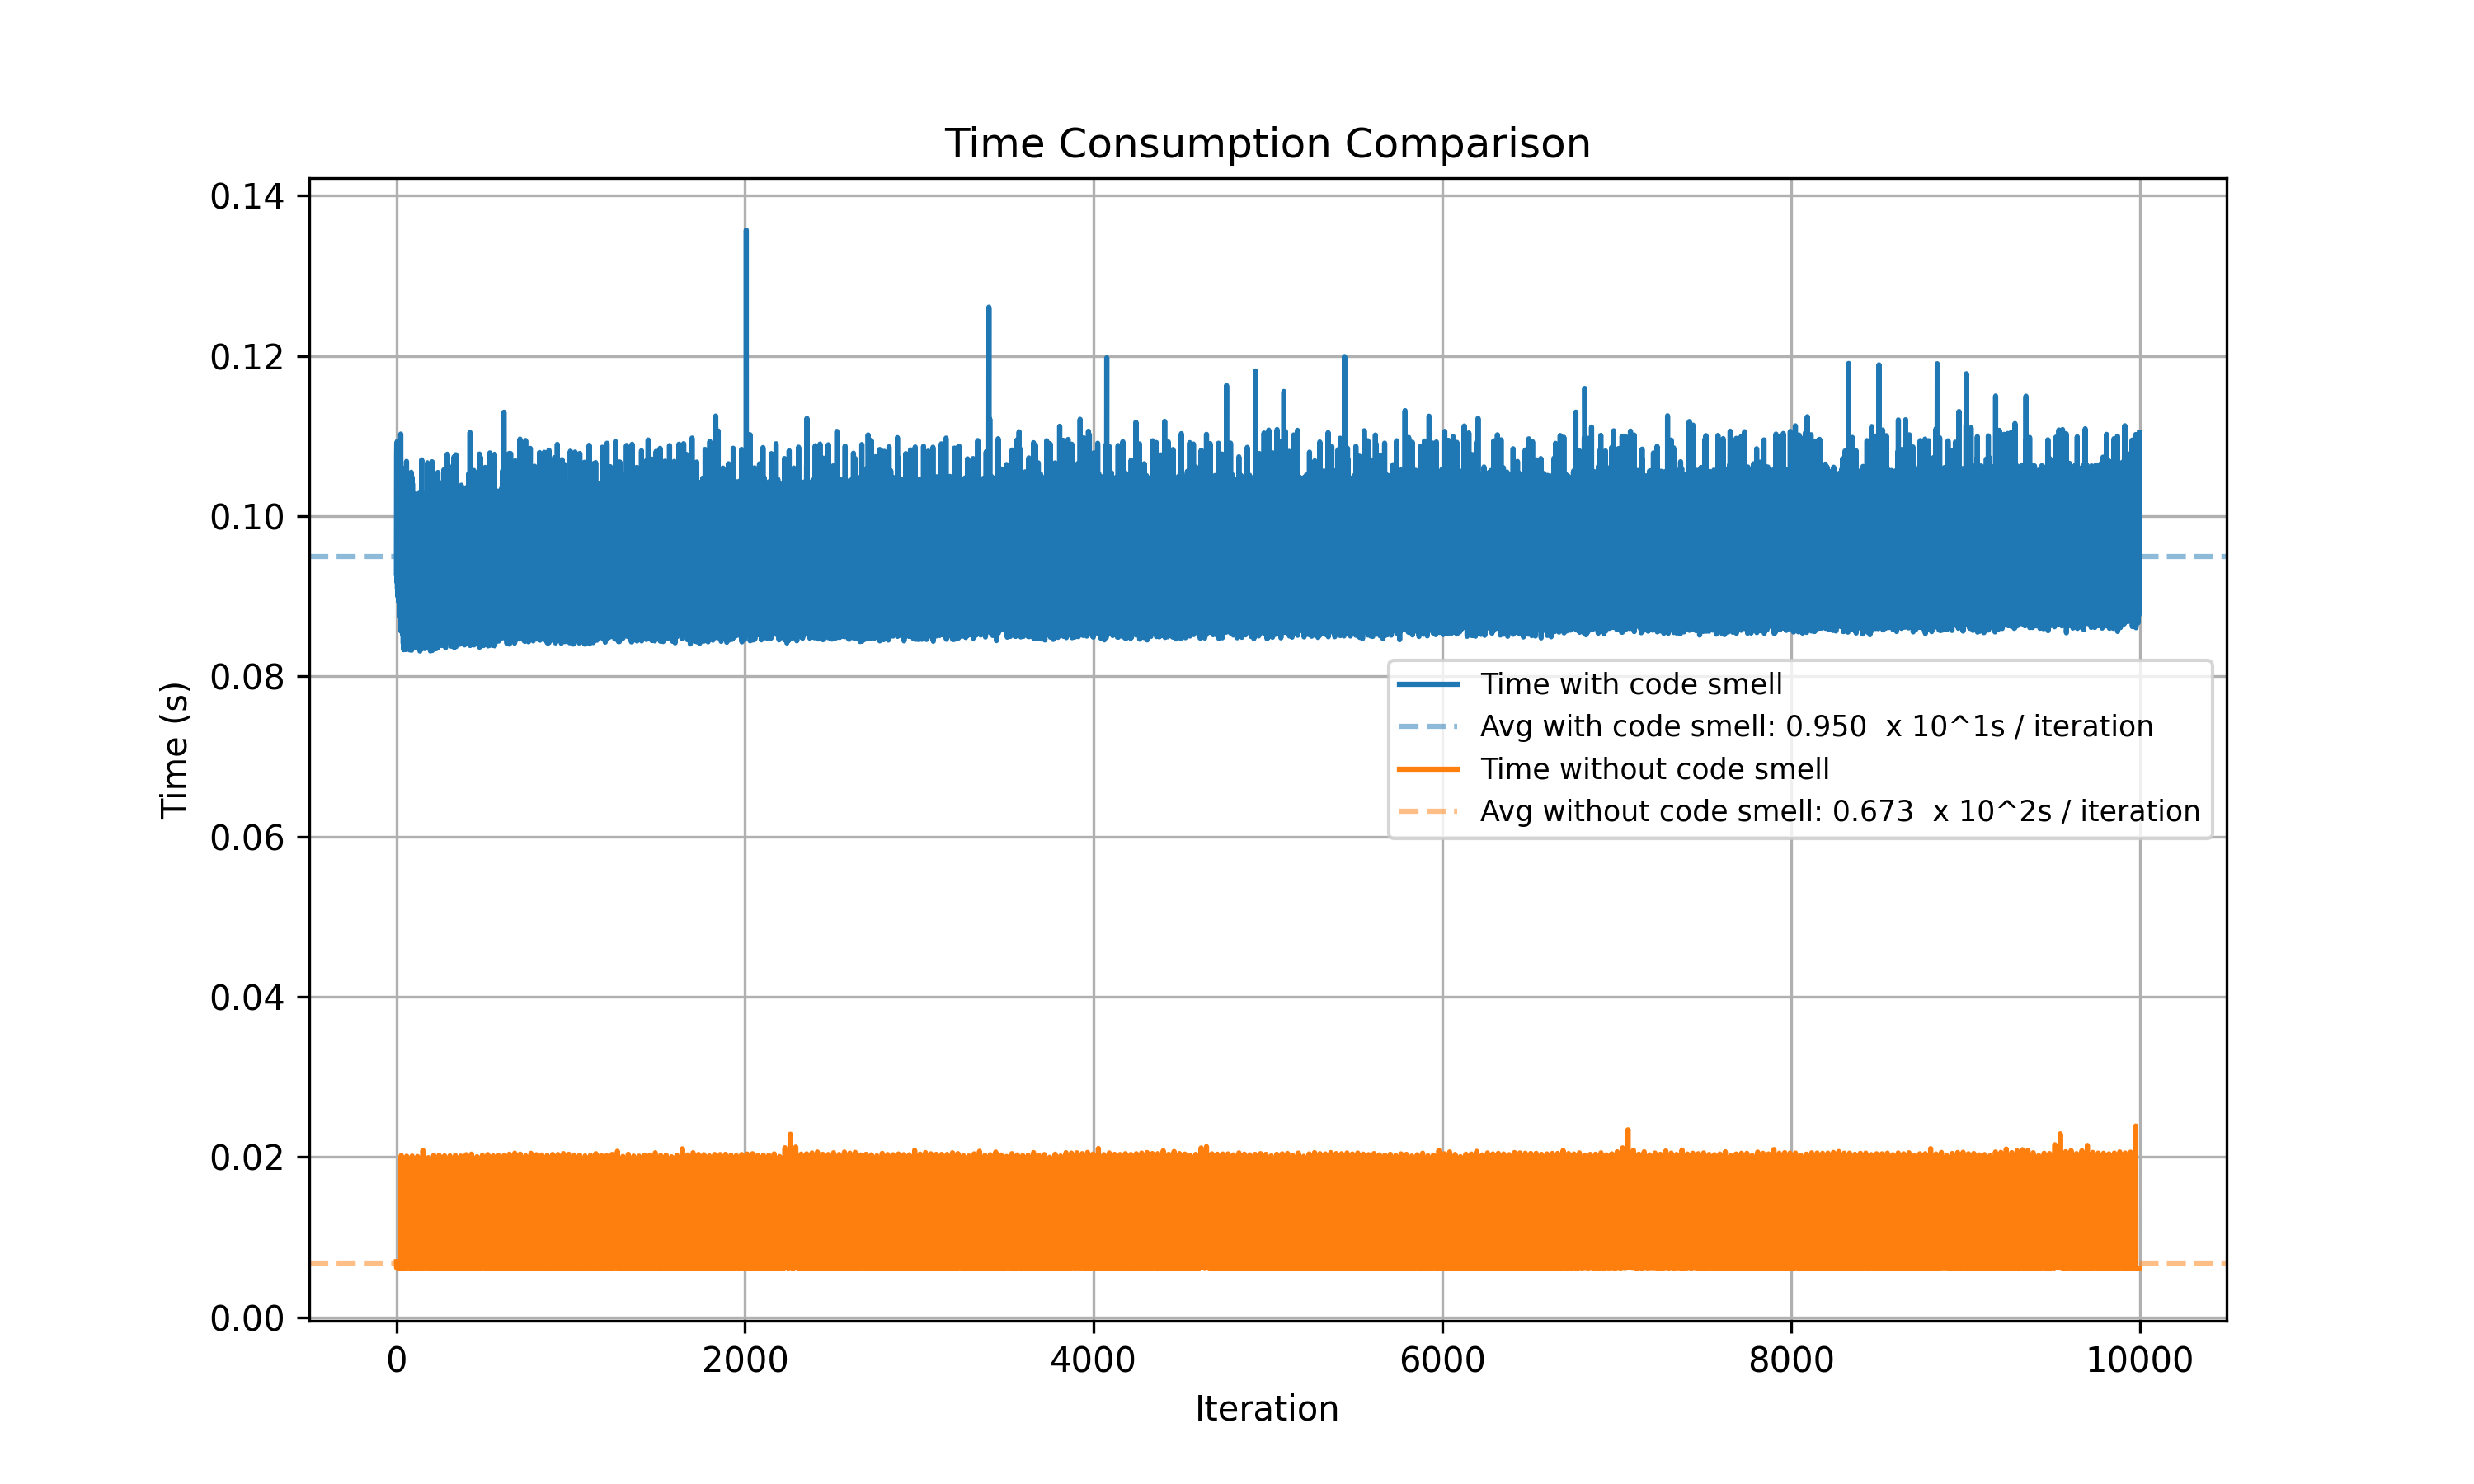 Time Consumption Comparison
0.14
0.12
0.10
0.08
0.06
0.04
0.02
0.00
Time (s)
Time with code smell
Avg with code smell: 0.950  x 10^1s / iteration
Time without code smell
Avg without code smell: 0.673  x 10^2s / iteration
0 2000 4000 6000 8000 10000
Iteration